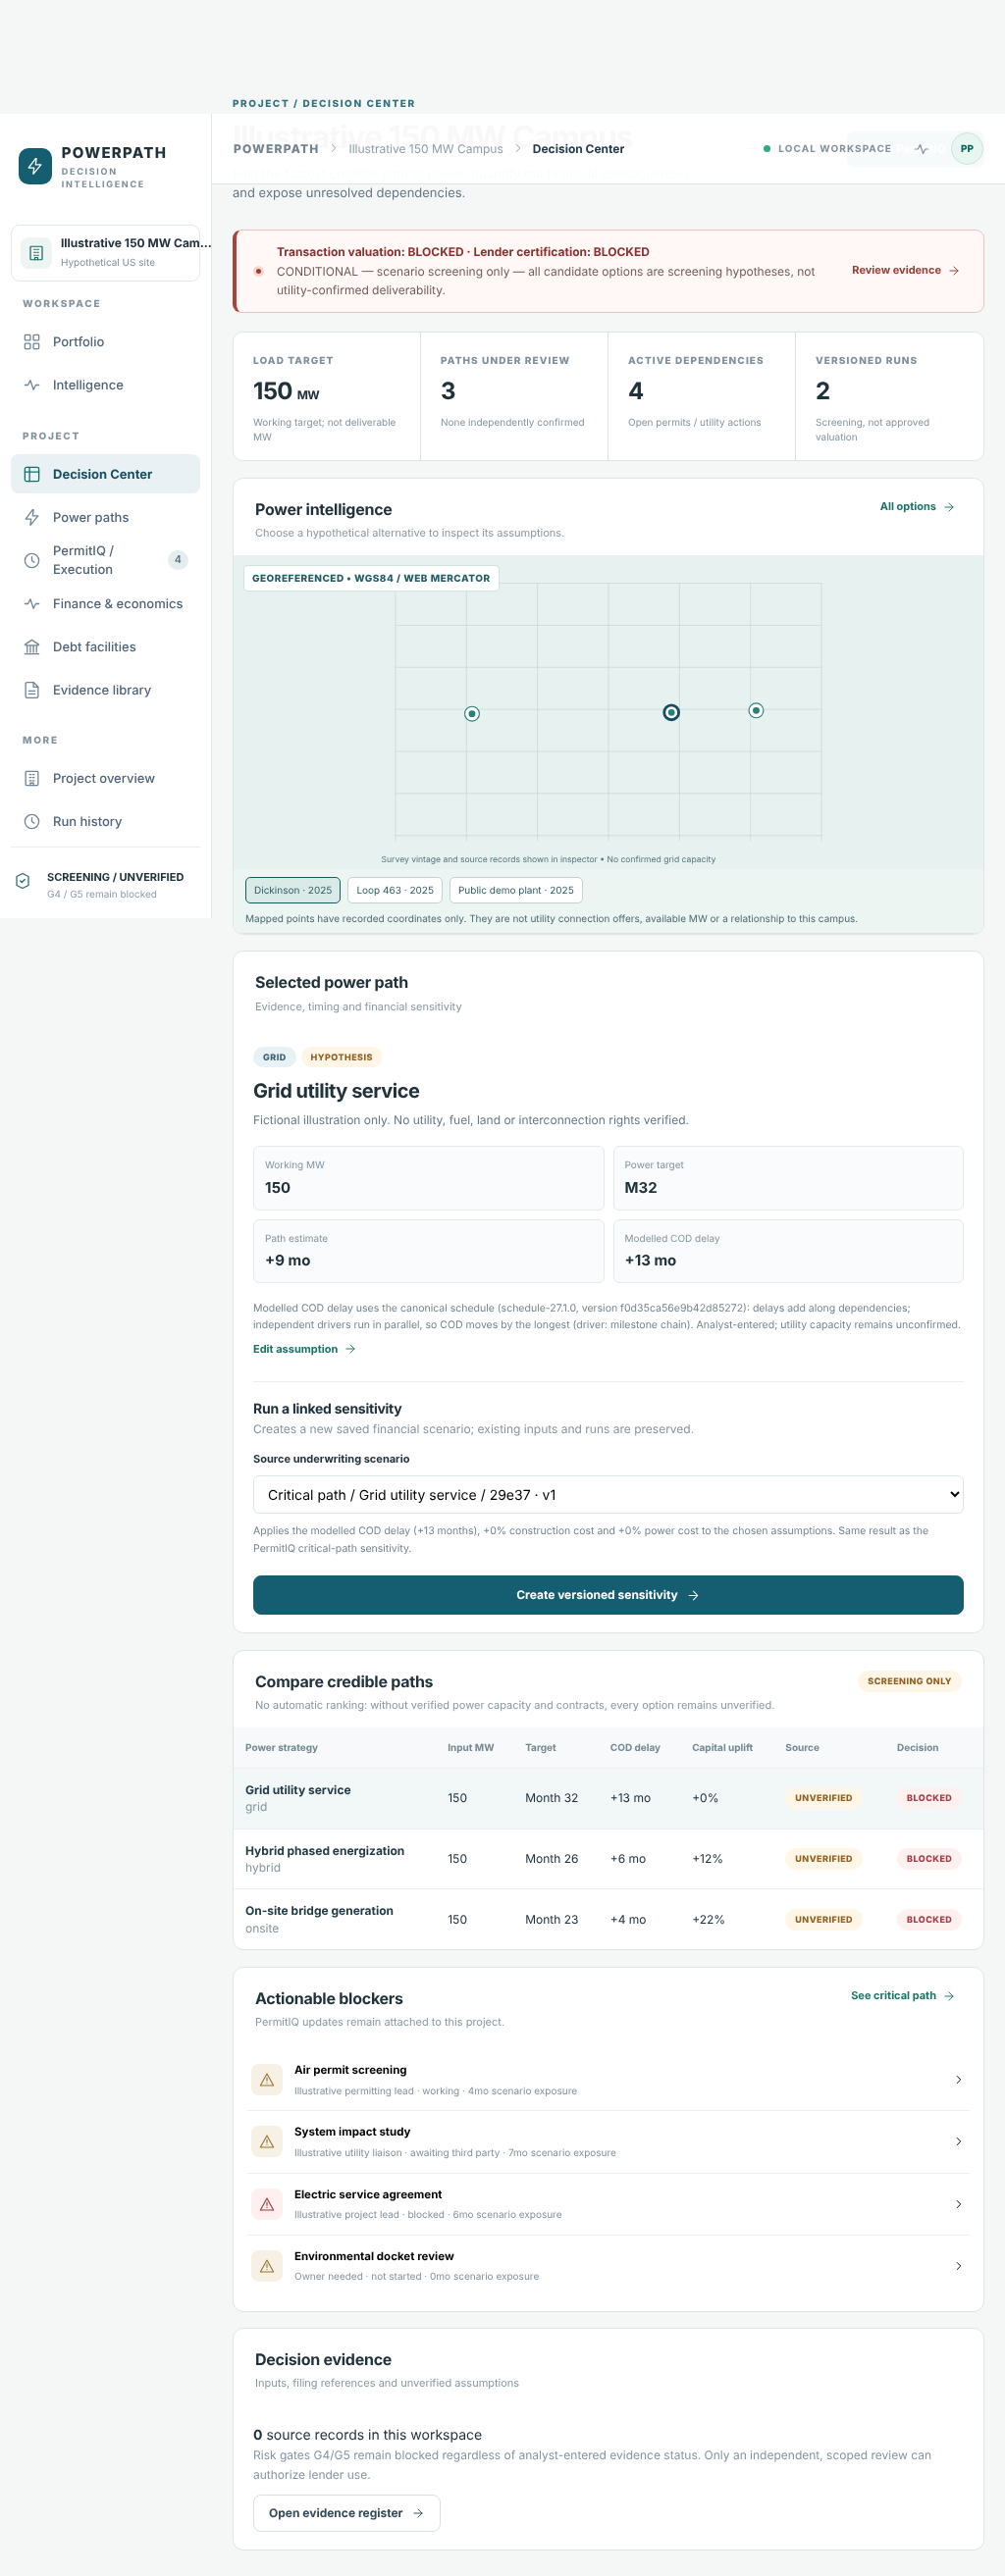 PROJECT / DECISION CENTER
Illustrative 150 MW Campus
POWERPATH
DECISION
INTELLIGENCE
POWERPATH > Illustrative 150 MW Campus > Decision Center
LOCAL WORKSPACE
PP
and expose unresolved dependencies.
Illustrative 150 MW Cam...
Hypothetical US site
WORKSPACE
Portfolio
Intelligence
PROJECT
Decision Center
Power paths
PermitIQ /
Execution
4
Finance & economics
Debt facilities
Evidence library
MORE
Project overview
Run history
SCREENING / UNVERIFIED
G4 / G5 remain blocked
Transaction valuation: BLOCKED · Lender certification: BLOCKED
CONDITIONAL — scenario screening only — all candidate options are screening hypotheses, not
utility-confirmed deliverability.
Review evidence
LOAD TARGET
150 MW
Working target; not deliverable
MW
PATHS UNDER REVIEW
3
None independently confirmed
ACTIVE DEPENDENCIES
4
Open permits / utility actions
VERSIONED RUNS
2
Screening, not approved
valuation
Power intelligence
All options
Choose a hypothetical alternative to inspect its assumptions.
GEOREFERENCED • WGS84 / WEB MERCATOR
Survey vintage and source records shown in inspector • No confirmed grid capacity
Dickinson · 2025
Loop 463 · 2025
Public demo plant · 2025
Mapped points have recorded coordinates only. They are not utility connection offers, available MW or a relationship to this campus.
Selected power path
Evidence, timing and financial sensitivity
GRID
HYPOTHESIS
Grid utility service
Fictional illustration only. No utility, fuel, land or interconnection rights verified.
Working MW
150
Power target
M32
Path estimate
+9 mo
Modelled COD delay
+13 mo
Modelled COD delay uses the canonical schedule (schedule-27.1.0, version f0d35ca56e9b42d85272): delays add along dependencies;
independent drivers run in parallel, so COD moves by the longest (driver: milestone chain). Analyst-entered; utility capacity remains unconfirmed.
Edit assumption
Run a linked sensitivity
Creates a new saved financial scenario; existing inputs and runs are preserved.
Source underwriting scenario
Critical path / Grid utility service / 29e37 · v1
Applies the modelled COD delay (+13 months), +0% construction cost and +0% power cost to the chosen assumptions. Same result as the
PermitIQ critical-path sensitivity.
Create versioned sensitivity
Compare credible paths
SCREENING ONLY
No automatic ranking: without verified power capacity and contracts, every option remains unverified.
Power strategy Input MW Target COD delay Capital uplift Source Decision
Grid utility service
grid
150 Month 32 +13 mo +0% UNVERIFIED BLOCKED
Hybrid phased energization
hybrid
150 Month 26 +6 mo +12% UNVERIFIED BLOCKED
On-site bridge generation
onsite
150 Month 23 +4 mo +22% UNVERIFIED BLOCKED
Actionable blockers
See critical path
PermitIQ updates remain attached to this project.
Air permit screening
Illustrative permitting lead · working · 4mo scenario exposure
System impact study
Illustrative utility liaison · awaiting third party · 7mo scenario exposure
Electric service agreement
Illustrative project lead · blocked · 6mo scenario exposure
Environmental docket review
Owner needed · not started · 0mo scenario exposure
Decision evidence
Inputs, filing references and unverified assumptions
0 source records in this workspace
Risk gates G4/G5 remain blocked regardless of analyst-entered evidence status. Only an independent, scoped review can
authorize lender use.
Open evidence register